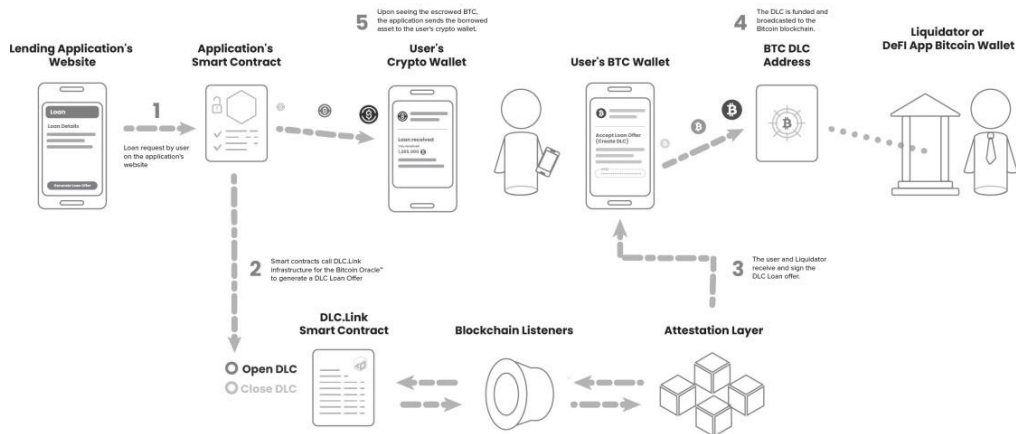 5
Upon seeing the escrowed BTC,
the application sends the borrowed
asset to the user's crypto wallet.
4
The DLC is funded and
broadcasted to the
Bitcoin blockchain.
Lending Application's
Website
Application's
Smart Contract
User's
Crypto Wallet
User's BTC Wallet
BTC DLC
Address
Liquidator or
DeFI App Bitcoin Wallet
Loan
Loan Details
Generate Loan Offer
1
Loan request by user
on the application's
website
Loan received
You received
Accept Loan Offer
(Create DLC)
2
Smart contracts call DLC.Link
infrastructure for the Bitcoin Oracle™
to generate a DLC Loan Offer
3
The user and Liquidator
receive and sign the
DLC Loan offer.
DLC.Link
Smart Contract
Blockchain Listeners
Attestation Layer
Open DLC
Close DLC